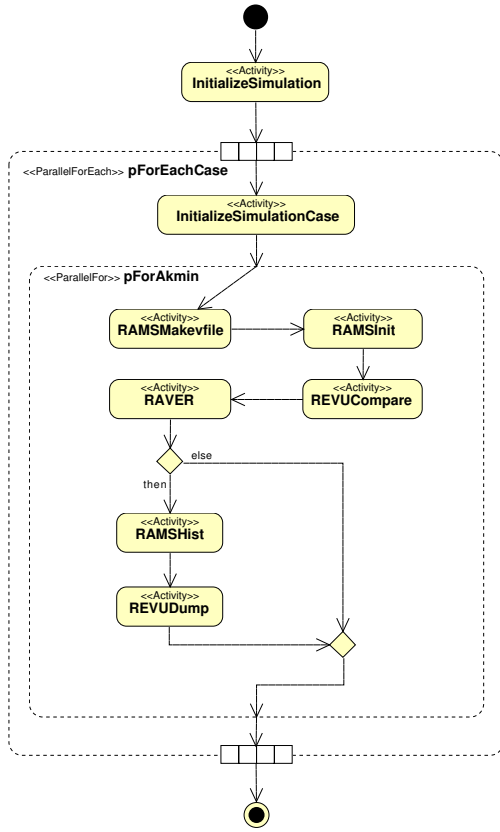 <<Activity>>
InitializeSimulation
<<ParallelForEach>> pForEachCase
<<Activity>>
InitializeSimulationCase
<<ParallelFor>> pForAkmin
<<Activity>>
RAMSMakevfile
<<Activity>>
RAMSInit
<<Activity>>
RAVER
<<Activity>>
REVUCompare
else
then
<<Activity>>
RAMSHist
<<Activity>>
REVUDump